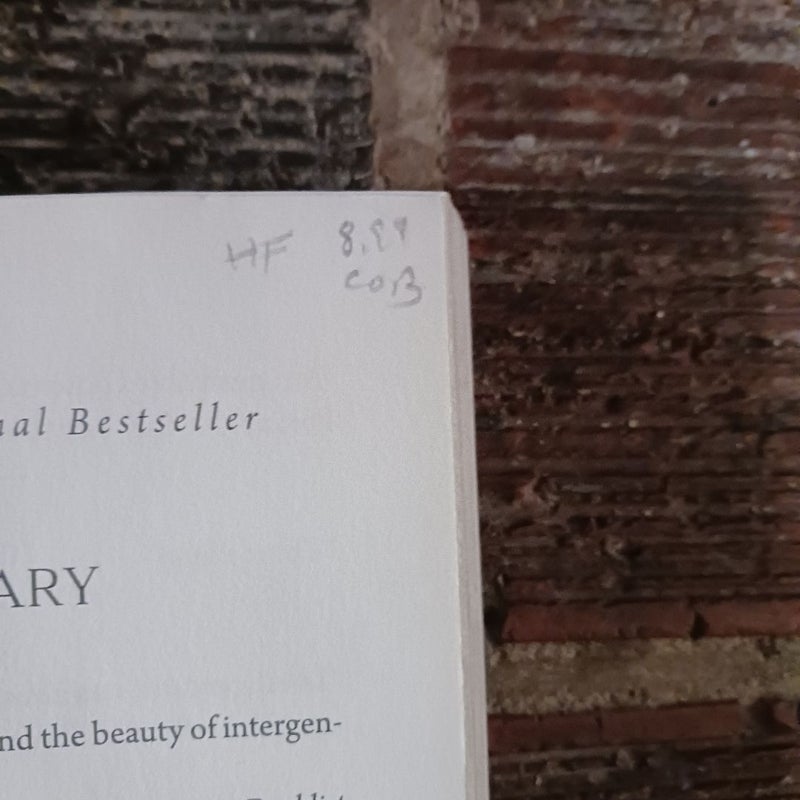 HF 8.99
COB
al Bestseller
ARY
nd the beauty of intergen-